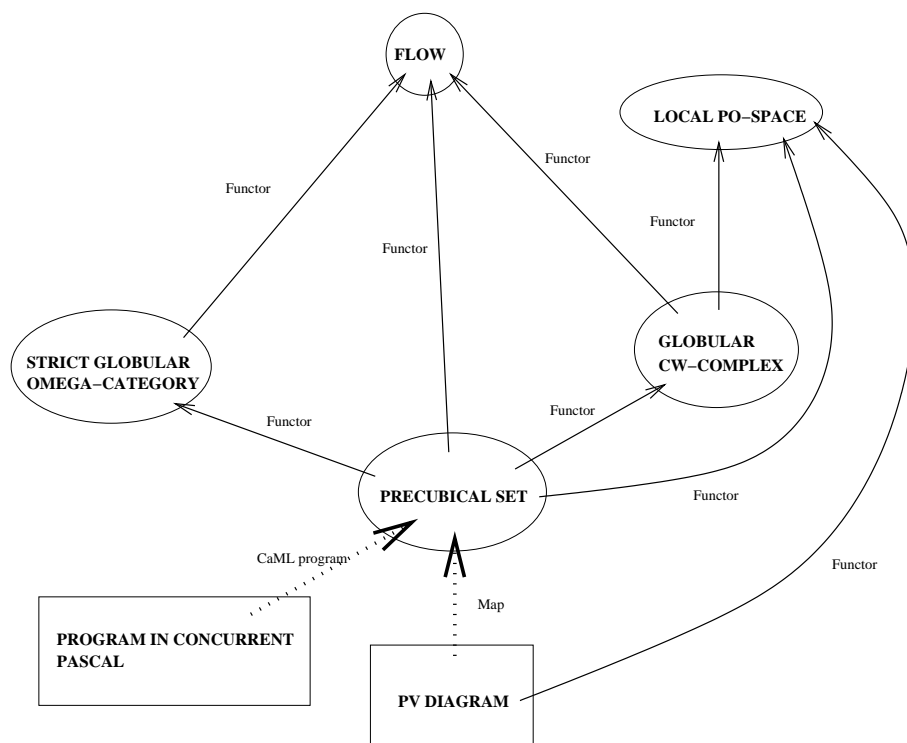 FLOW
LOCAL PO−SPACE
Functor
Functor
Functor
Functor
STRICT GLOBULAR
OMEGA−CATEGORY
GLOBULAR
CW−COMPLEX
Functor
Functor
PRECUBICAL SET
Functor
CaML program
Functor
Map
PROGRAM IN CONCURRENT
PASCAL
PV DIAGRAM